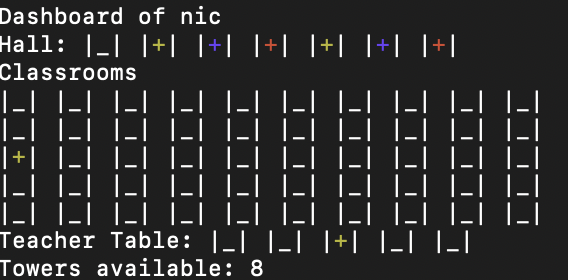 Dashboard of nic
Hall: |_| |+| |+| |+| |+| |+| |+|
Classrooms
|_| |_| |_| |_| |_| |_| |_| |_| |_| |_|
|_| |_| |_| |_| |_| |_| |_| |_| |_| |_|
|+| |_| |_| |_| |_| |_| |_| |_| |_| |_|
|_| |_| |_| |_| |_| |_| |_| |_| |_| |_|
|_| |_| |_| |_| |_| |_| |_| |_| |_| |_|
Teacher Table: |_| |_| |+| |_| |_|
Towers available: 8